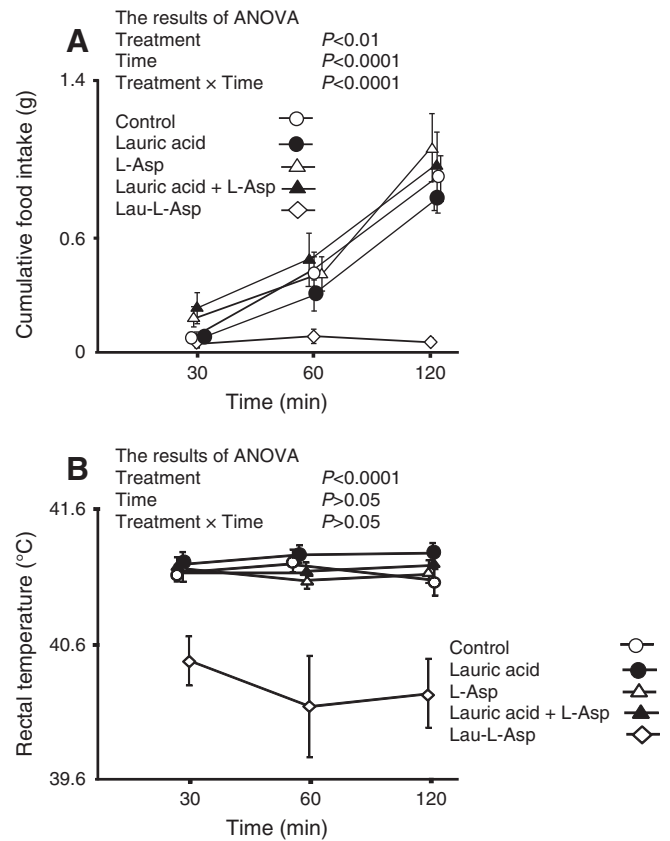 A
The results of ANOVA
Treatment P<0.01
Time P<0.0001
Treatment × Time P<0.0001
1.4
0.6
0
Cumulative food intake (g)
Control
Lauric acid
L-Asp
Lauric acid + L-Asp
Lau-L-Asp
30 60 120
Time (min)
B
The results of ANOVA
Treatment P<0.0001
Time P>0.05
Treatment × Time P>0.05
41.6
40.6
39.6
Rectal temperature (°C)
Control
Lauric acid
L-Asp
Lauric acid + L-Asp
Lau-L-Asp
30 60 120
Time (min)